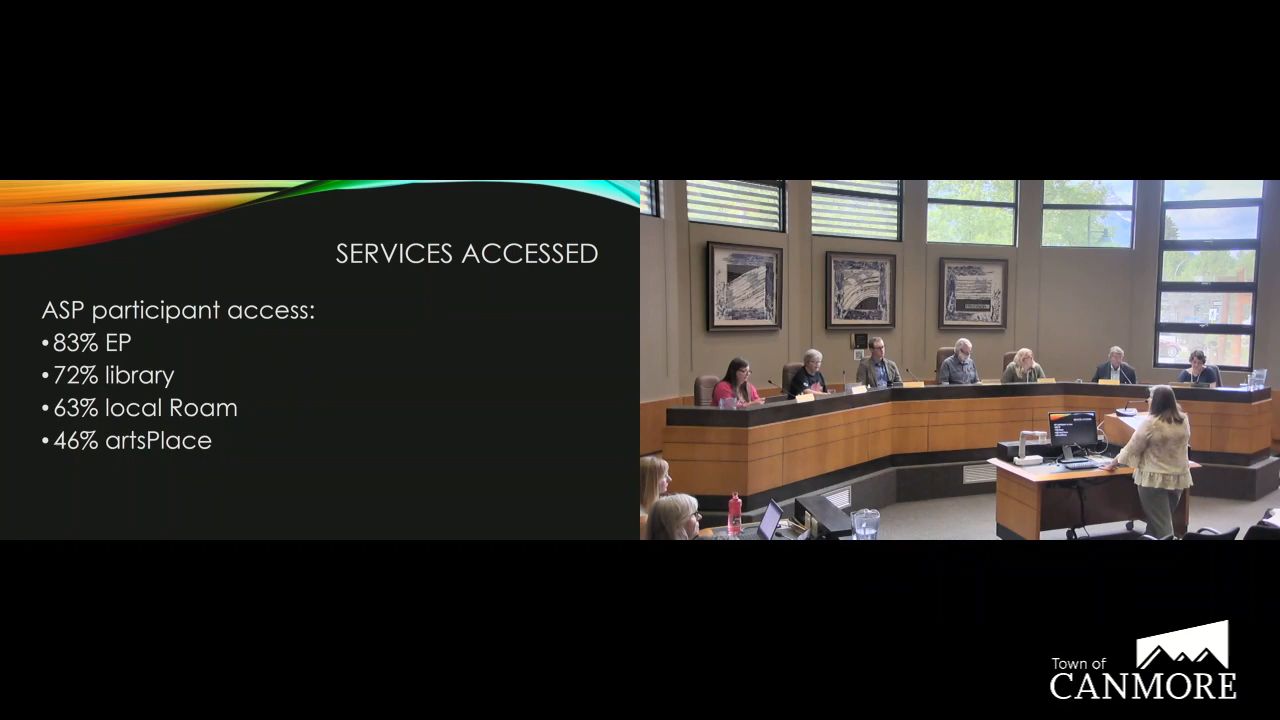 SERVICES ACCESSED
ASP participant access:
• 83% EP
• 72% library
• 63% local Roam
• 46% artsPlace
Town of
CANMORE